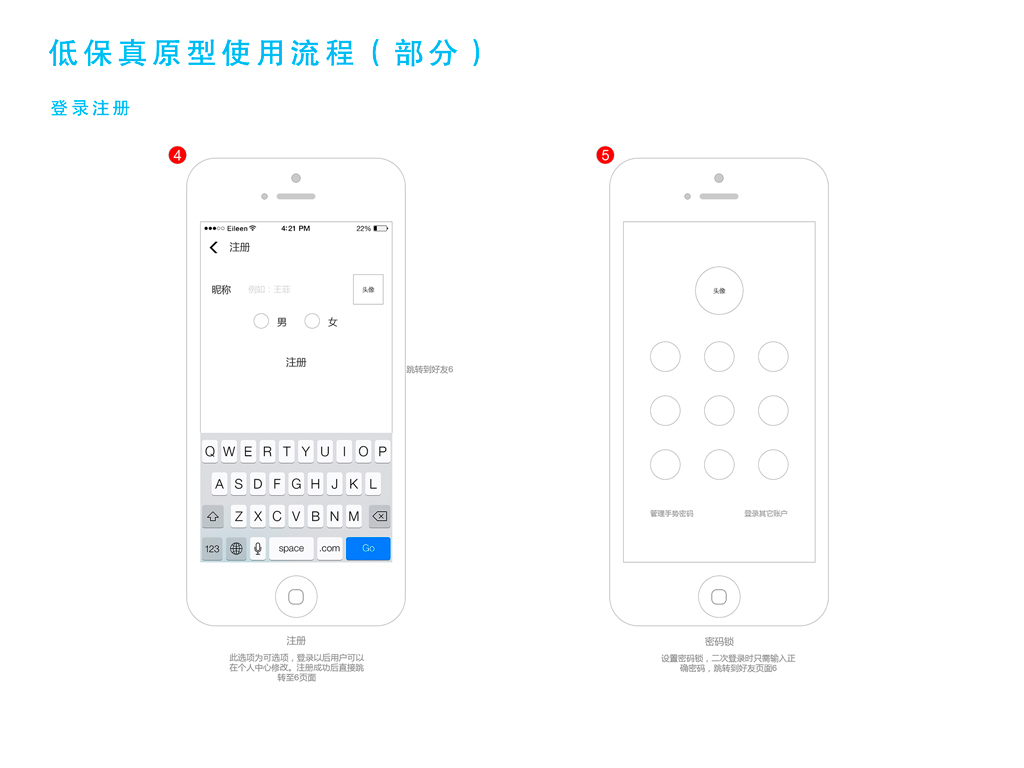 低保真原型使用流程（部分）
登录注册
4
●●●○○ Eileen 4:21 PM 22%
注册
昵称 例如：王菲 头像
男 女
注册
跳转到好友6
Q W E R T Y U I O P
A S D F G H J K L
Z X C V B N M
123 space .com Go
注册
此选项为可选项，登录以后用户可以
在个人中心修改。注册成功后直接跳
转至6页面
5
头像
管理手势密码 登录其它账户
密码锁
设置密码锁，二次登录时只需输入正
确密码，跳转到好友页面6